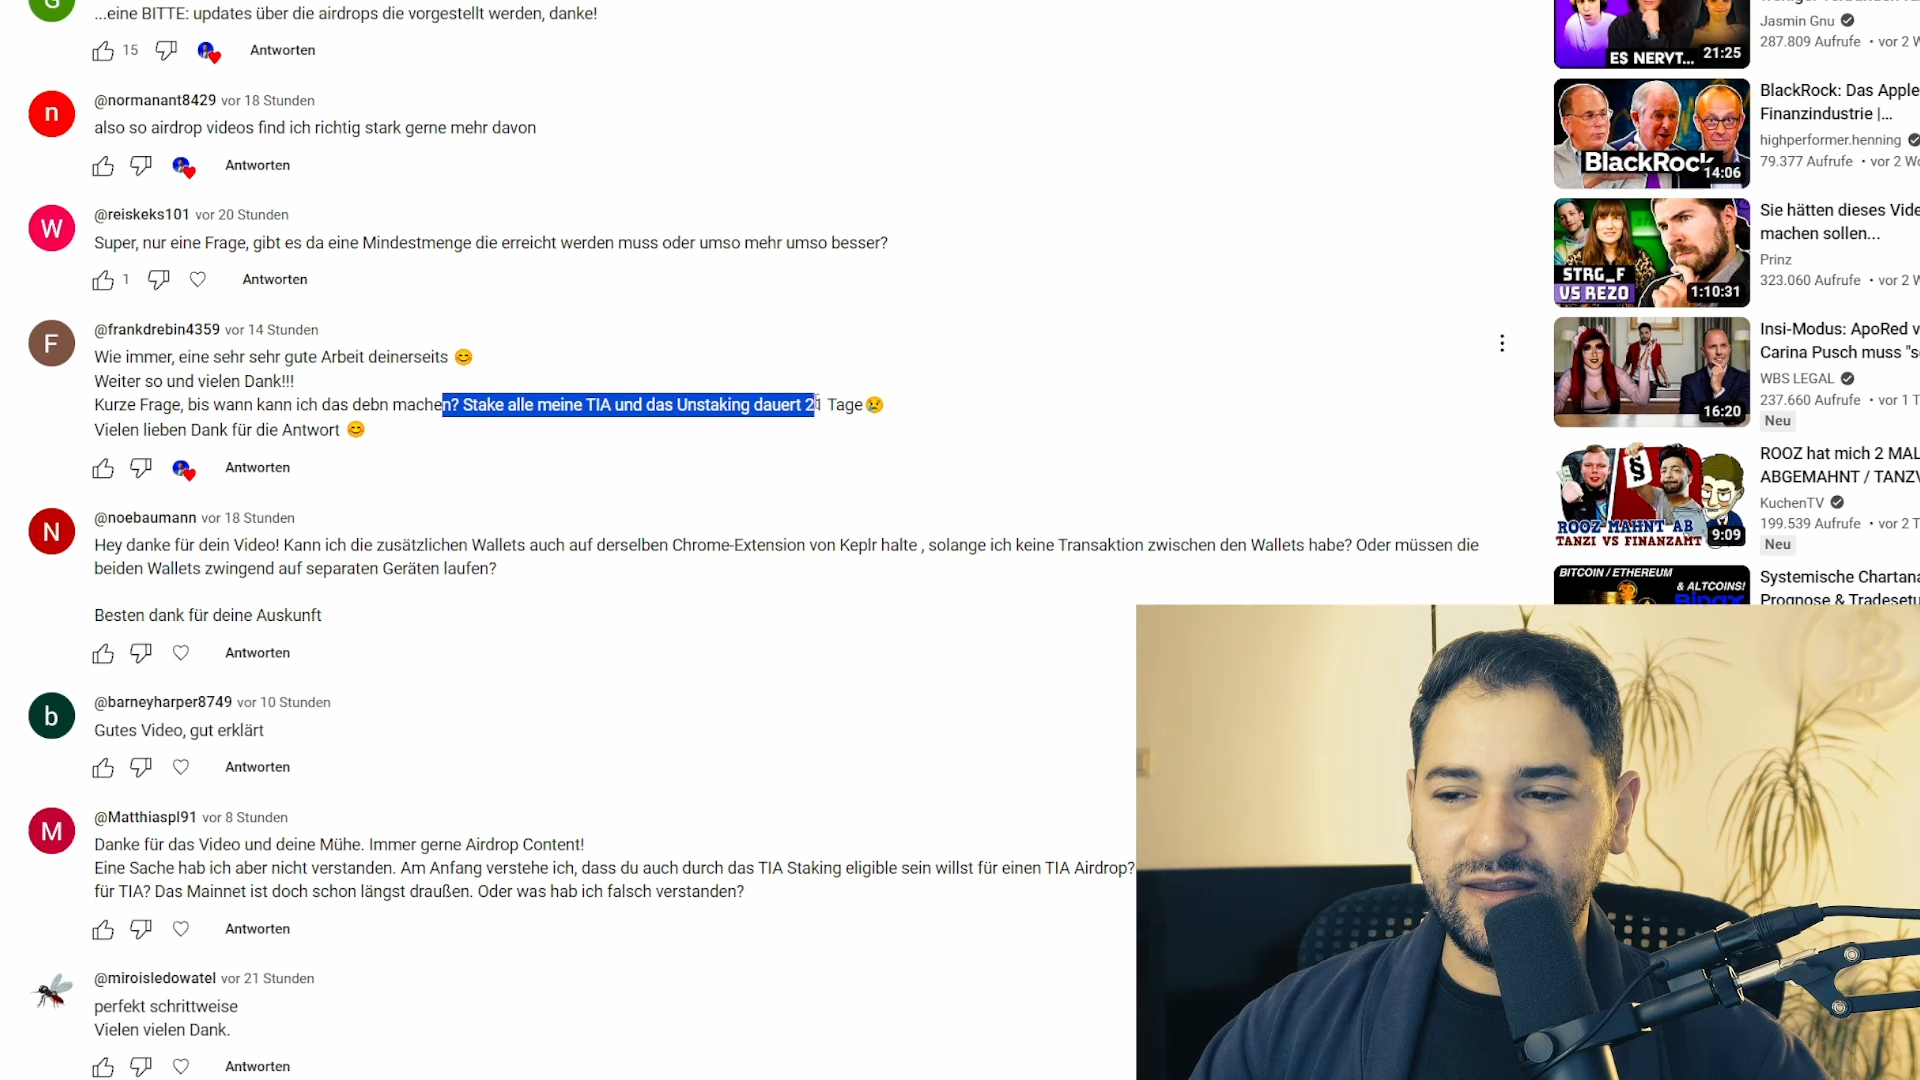 G
...eine BITTE: updates über die airdrops die vorgestellt werden, danke!
15
Antworten
n
@normanant8429 vor 18 Stunden
also so airdrop videos find ich richtig stark gerne mehr davon
Antworten
W
@reiskeks101 vor 20 Stunden
Super, nur eine Frage, gibt es da eine Mindestmenge die erreicht werden muss oder umso mehr umso besser?
1
Antworten
F
@frankdrebin4359 vor 14 Stunden
Wie immer, eine sehr sehr gute Arbeit deinerseits 😊
Weiter so und vielen Dank!!!
Kurze Frage, bis wann kann ich das debn machen? Stake alle meine TIA und das Unstaking dauert 21 Tage😢
Vielen lieben Dank für die Antwort 😊
Antworten
N
@noebaumann vor 18 Stunden
Hey danke für dein Video! Kann ich die zusätzlichen Wallets auch auf derselben Chrome-Extension von Keplr halte , solange ich keine Transaktion zwischen den Wallets habe? Oder müssen die
beiden Wallets zwingend auf separaten Geräten laufen?
Besten dank für deine Auskunft
Antworten
b
@barneyharper8749 vor 10 Stunden
Gutes Video, gut erklärt
Antworten
M
@Matthiaspl91 vor 8 Stunden
Danke für das Video und deine Mühe. Immer gerne Airdrop Content!
Eine Sache hab ich aber nicht verstanden. Am Anfang verstehe ich, dass du auch durch das TIA Staking eligible sein willst für einen TIA Airdrop?
für TIA? Das Mainnet ist doch schon längst draußen. Oder was hab ich falsch verstanden?
Antworten
@miroisledowatel vor 21 Stunden
perfekt schrittweise
Vielen vielen Dank.
Antworten
ES NERVT...
21:25
Jasmin Gnu
287.809 Aufrufe • vor 2 W
BlackRock
14:06
BlackRock: Das Apple
Finanzindustrie |...
highperformer.henning
79.377 Aufrufe • vor 2 Wo
STRG_F
VS REZO
1:10:31
Sie hätten dieses Vide
machen sollen...
Prinz
323.060 Aufrufe • vor 2 W
16:20
Insi-Modus: ApoRed v
Carina Pusch muss "s
WBS LEGAL
237.660 Aufrufe • vor 1 T
Neu
§
ROOZ MAHNT AB
TANZI VS FINANZAMT
9:09
ROOZ hat mich 2 MAL
ABGEMAHNT / TANZV
KuchenTV
199.539 Aufrufe • vor 2 T
Neu
BITCOIN / ETHEREUM
& ALTCOINS!
Systemische Chartana
Prognose & Tradesetu